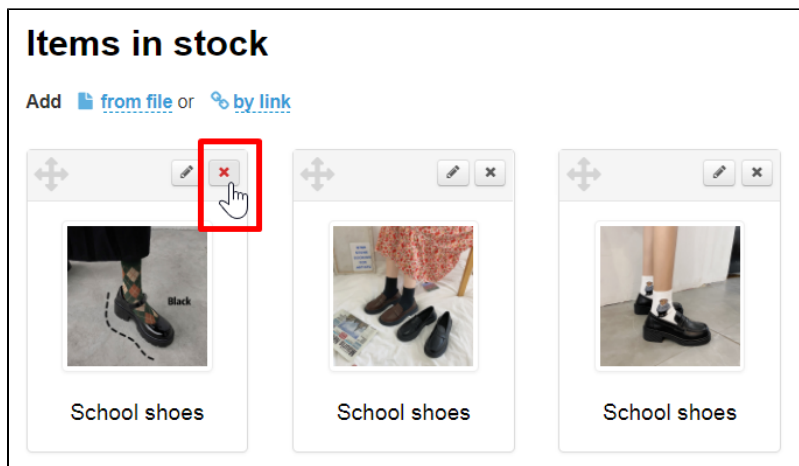 Items in stock
Add from file or by link
Black
School shoes School shoes School shoes